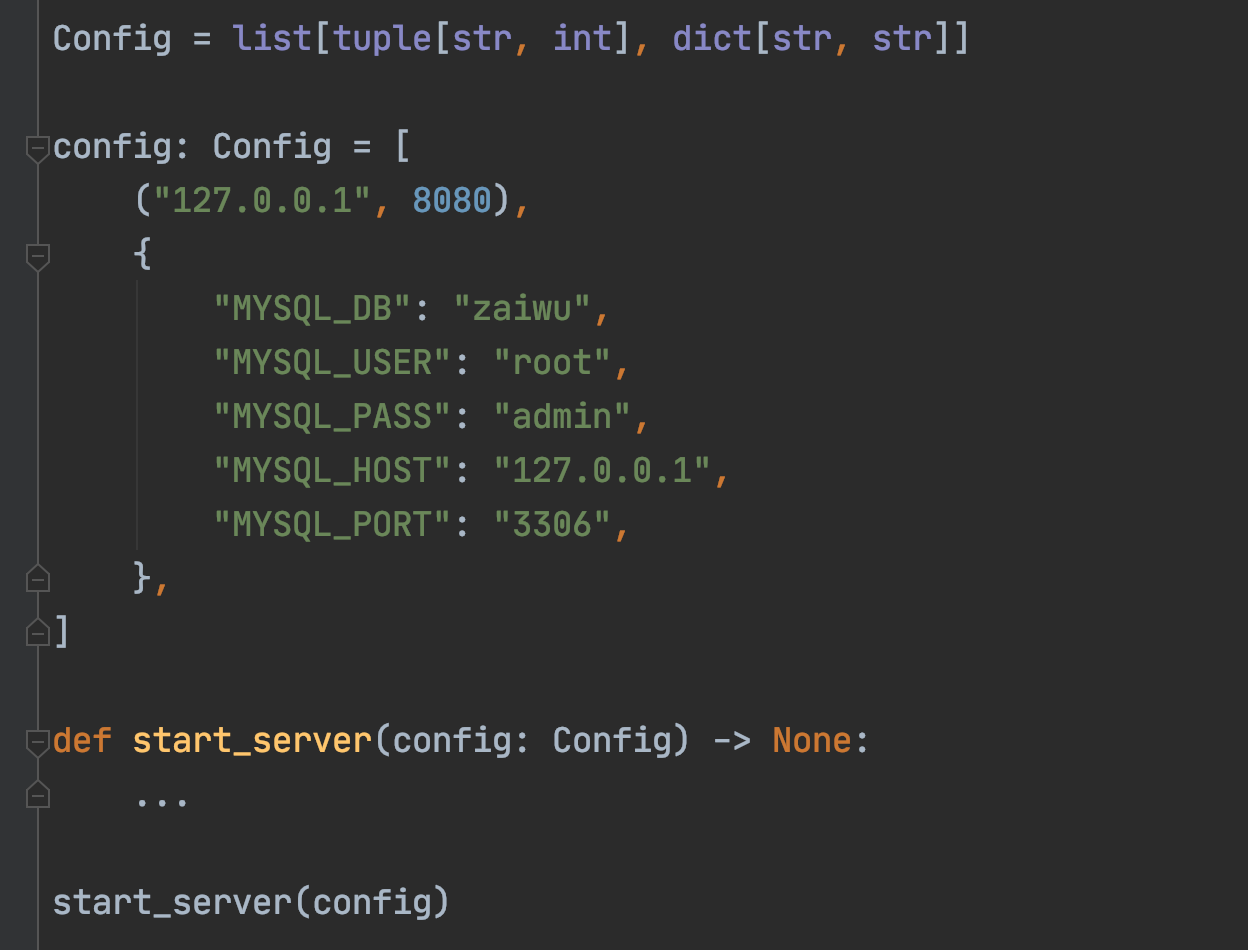 Config = list[tuple[str, int], dict[str, str]]
config: Config = [
    ("127.0.0.1", 8080),
    {
        "MYSQL_DB": "zaiwu",
        "MYSQL_USER": "root",
        "MYSQL_PASS": "admin",
        "MYSQL_HOST": "127.0.0.1",
        "MYSQL_PORT": "3306",
    },
]
def start_server(config: Config) -> None:
    ...
start_server(config)